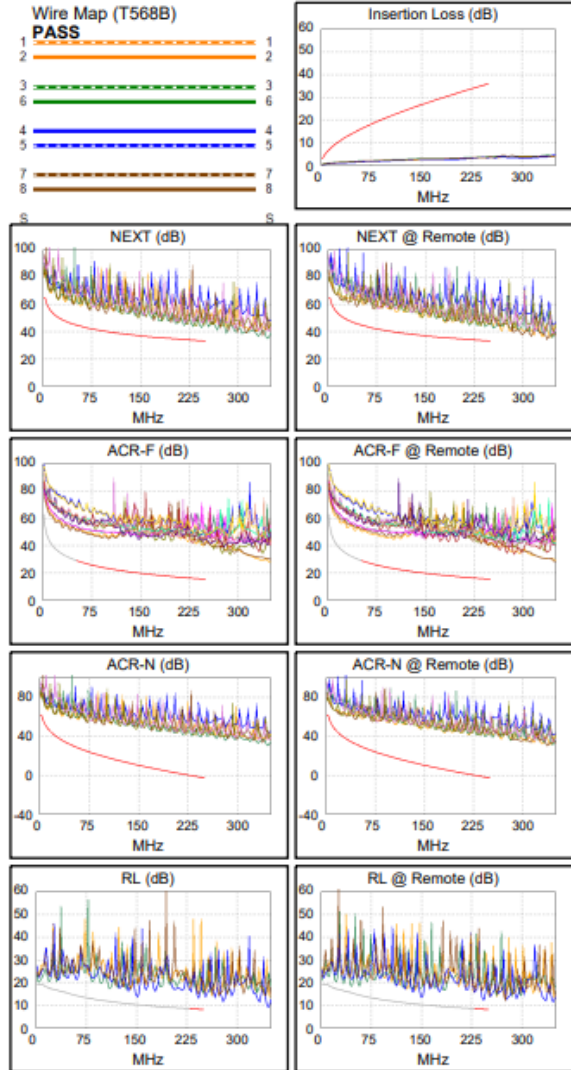 Wire Map (T568B)
PASS
1 1
2 2
3 3
6 6
4 4
5 5
7 7
8 8
S S
Insertion Loss (dB)
60
50
40
30
20
10
0
0 75 150 225 300
MHz
NEXT (dB)
100
80
60
40
20
0
0 75 150 225 300
MHz
NEXT @ Remote (dB)
100
80
60
40
20
0
0 75 150 225 300
MHz
ACR-F (dB)
100
80
60
40
20
0
0 75 150 225 300
MHz
ACR-F @ Remote (dB)
100
80
60
40
20
0
0 75 150 225 300
MHz
ACR-N (dB)
80
40
0
-40
0 75 150 225 300
MHz
ACR-N @ Remote (dB)
80
40
0
-40
0 75 150 225 300
MHz
RL (dB)
60
50
40
30
20
10
0
0 75 150 225 300
MHz
RL @ Remote (dB)
60
50
40
30
20
10
0
0 75 150 225 300
MHz